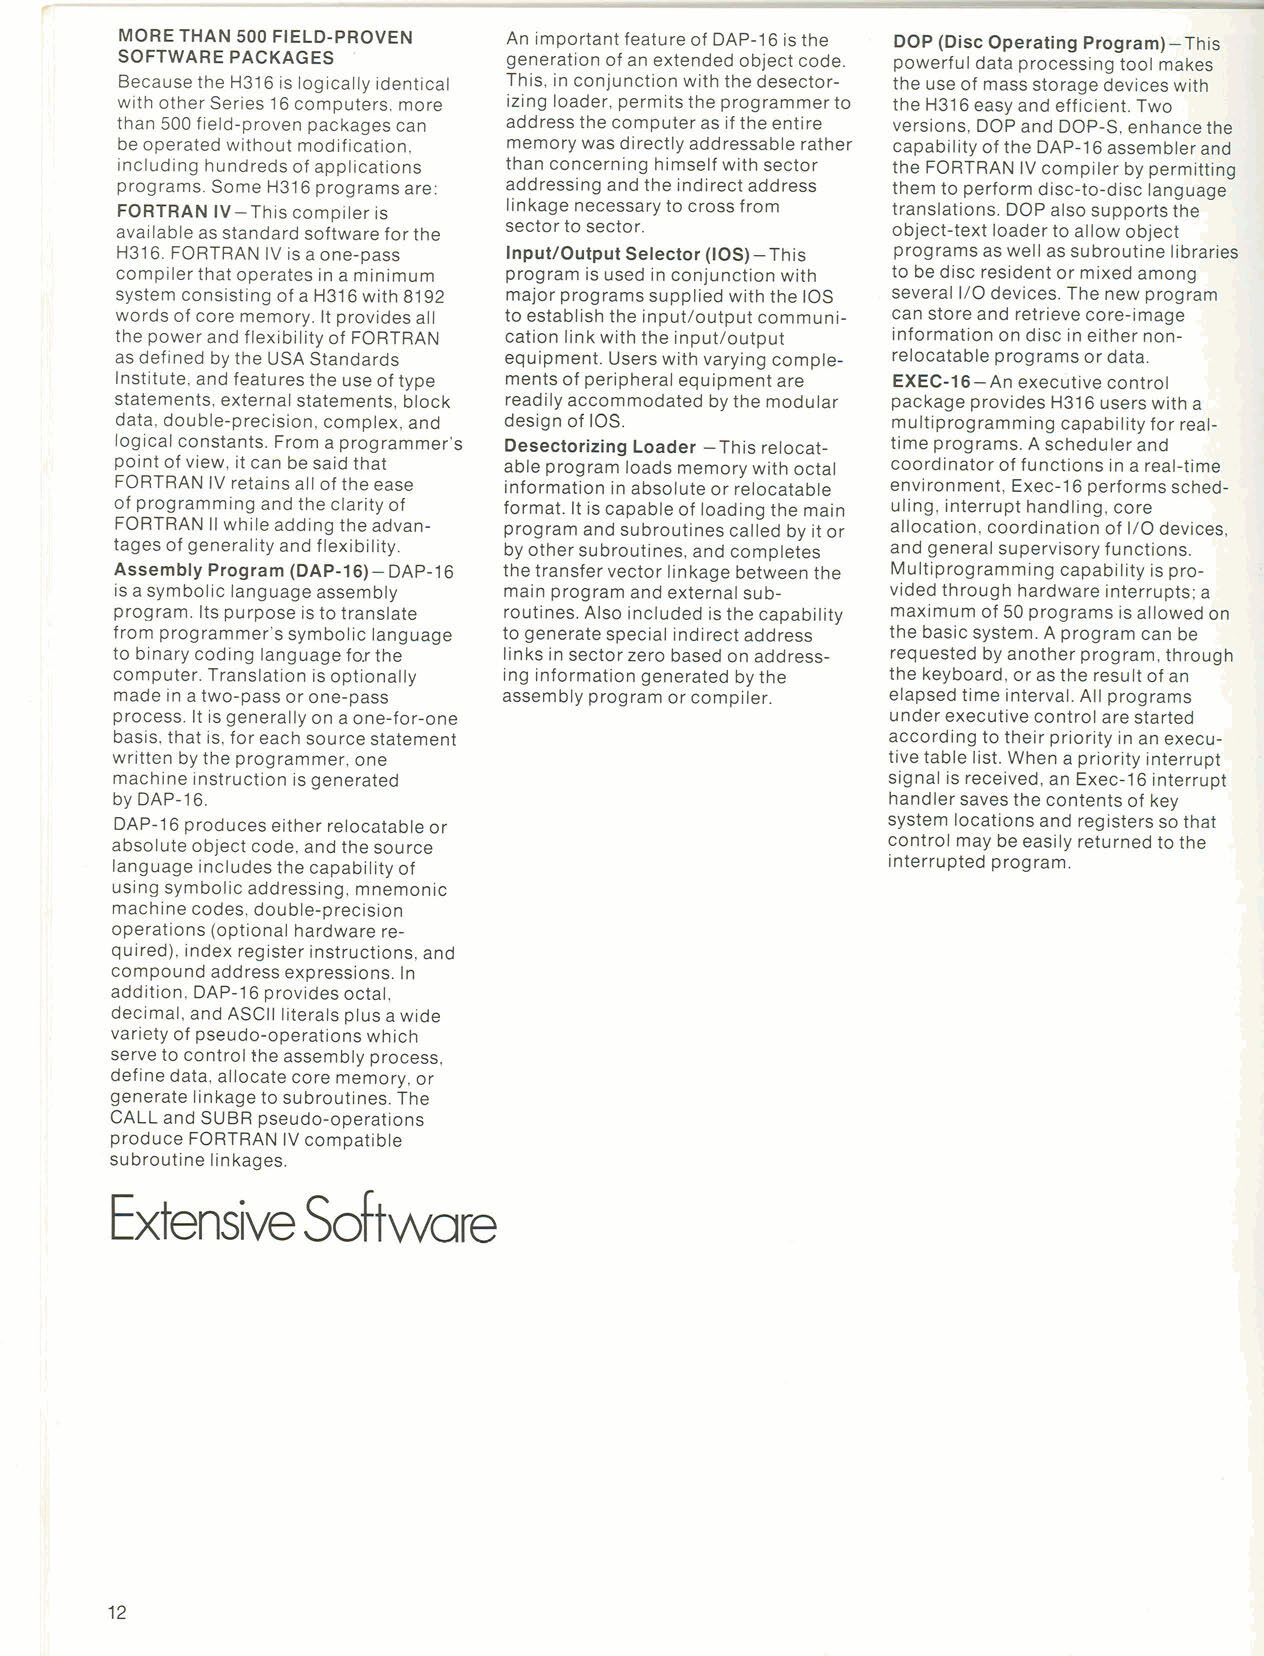 MORE THAN 500 FIELD-PROVEN
SOFTWARE PACKAGES
Because the H316 is logically identical
with other Series 16 computers, more
than 500 field-proven packages can
be operated without modification,
including hundreds of applications
programs. Some H316 programs are:
FORTRAN IV—This compiler is
available as standard software for the
H316. FORTRAN IV is a one-pass
compiler that operates in a minimum
system consisting of a H316 with 8192
words of core memory. It provides all
the power and flexibility of FORTRAN
as defined by the USA Standards
Institute, and features the use of type
statements, external statements, block
data, double-precision, complex, and
logical constants. From a programmer's
point of view, it can be said that
FORTRAN IV retains all of the ease
of programming and the clarity of
FORTRAN II while adding the advan-
tages of generality and flexibility.
Assembly Program (DAP-16)—DAP-16
is a symbolic language assembly
program. Its purpose is to translate
from programmer's symbolic language
to binary coding language for the
computer. Translation is optionally
made in a two-pass or one-pass
process. It is generally on a one-for-one
basis, that is, for each source statement
written by the programmer, one
machine instruction is generated
by DAP-16.
DAP-16 produces either relocatable or
absolute object code, and the source
language includes the capability of
using symbolic addressing, mnemonic
machine codes, double-precision
operations (optional hardware re-
quired), index register instructions, and
compound address expressions. In
addition, DAP-16 provides octal,
decimal, and ASCII literals plus a wide
variety of pseudo-operations which
serve to control the assembly process,
define data, allocate core memory, or
generate linkage to subroutines. The
CALL and SUBR pseudo-operations
produce FORTRAN IV compatible
subroutine linkages.
An important feature of DAP-16 is the
generation of an extended object code.
This, in conjunction with the desector-
izing loader, permits the programmer to
address the computer as if the entire
memory was directly addressable rather
than concerning himself with sector
addressing and the indirect address
linkage necessary to cross from
sector to sector.
Input/Output Selector (IOS)—This
program is used in conjunction with
major programs supplied with the IOS
to establish the input/output communi-
cation link with the input/output
equipment. Users with varying comple-
ments of peripheral equipment are
readily accommodated by the modular
design of IOS.
Desectorizing Loader —This relocat-
able program loads memory with octal
information in absolute or relocatable
format. It is capable of loading the main
program and subroutines called by it or
by other subroutines, and completes
the transfer vector linkage between the
main program and external sub-
routines. Also included is the capability
to generate special indirect address
links in sector zero based on address-
ing information generated by the
assembly program or compiler.
DOP (Disc Operating Program)—This
powerful data processing tool makes
the use of mass storage devices with
the H316 easy and efficient. Two
versions, DOP and DOP-S, enhance the
capability of the DAP-16 assembler and
the FORTRAN IV compiler by permitting
them to perform disc-to-disc language
translations. DOP also supports the
object-text loader to allow object
programs as well as subroutine libraries
to be disc resident or mixed among
several I/O devices. The new program
can store and retrieve core-image
information on disc in either non-
relocatable programs or data.
EXEC-16—An executive control
package provides H316 users with a
multiprogramming capability for real-
time programs. A scheduler and
coordinator of functions in a real-time
environment, Exec-16 performs sched-
uling, interrupt handling, core
allocation, coordination of I/O devices,
and general supervisory functions.
Multiprogramming capability is pro-
vided through hardware interrupts; a
maximum of 50 programs is allowed on
the basic system. A program can be
requested by another program, through
the keyboard, or as the result of an
elapsed time interval. All programs
under executive control are started
according to their priority in an execu-
tive table list. When a priority interrupt
signal is received, an Exec-16 interrupt
handler saves the contents of key
system locations and registers so that
control may be easily returned to the
interrupted program.
Extensive Software
12